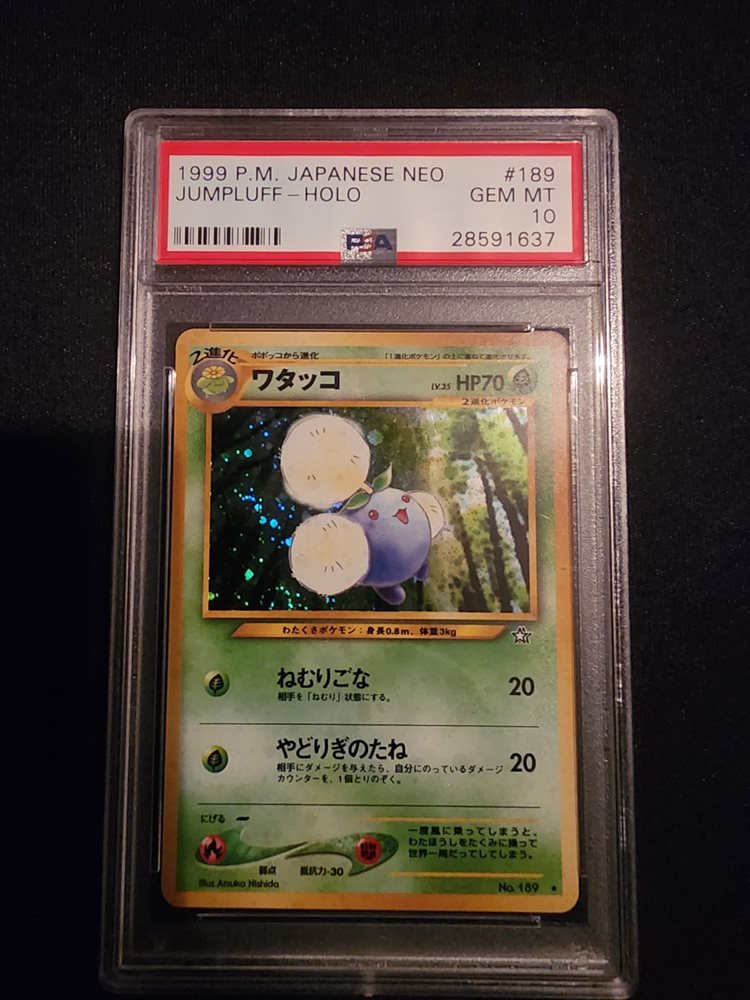 1999 P.M. JAPANESE NEO #189
JUMPLUFF - HOLO GEM MT
10
PSA 28591637
2進化 ポポッコから進化 「1進化ポケモン」の上に重ねて進化させます。
ワタッコ LV.35 HP70
2進化ポケモン
わたくさポケモン：身長0.8m、体重3kg
ねむりごな 20
相手を「ねむり」状態にする。
やどりぎのたね 20
相手にダメージを与えたら、自分にのっているダメージ
カウンターを、1個とりのぞく。
にげる
一度風に乗ってしまうと、
わたぼうしをたくみに操って
世界一周だってしてしまう。
弱点 抵抗力-30
Illus. Atsuko Nishida No. 189 ★